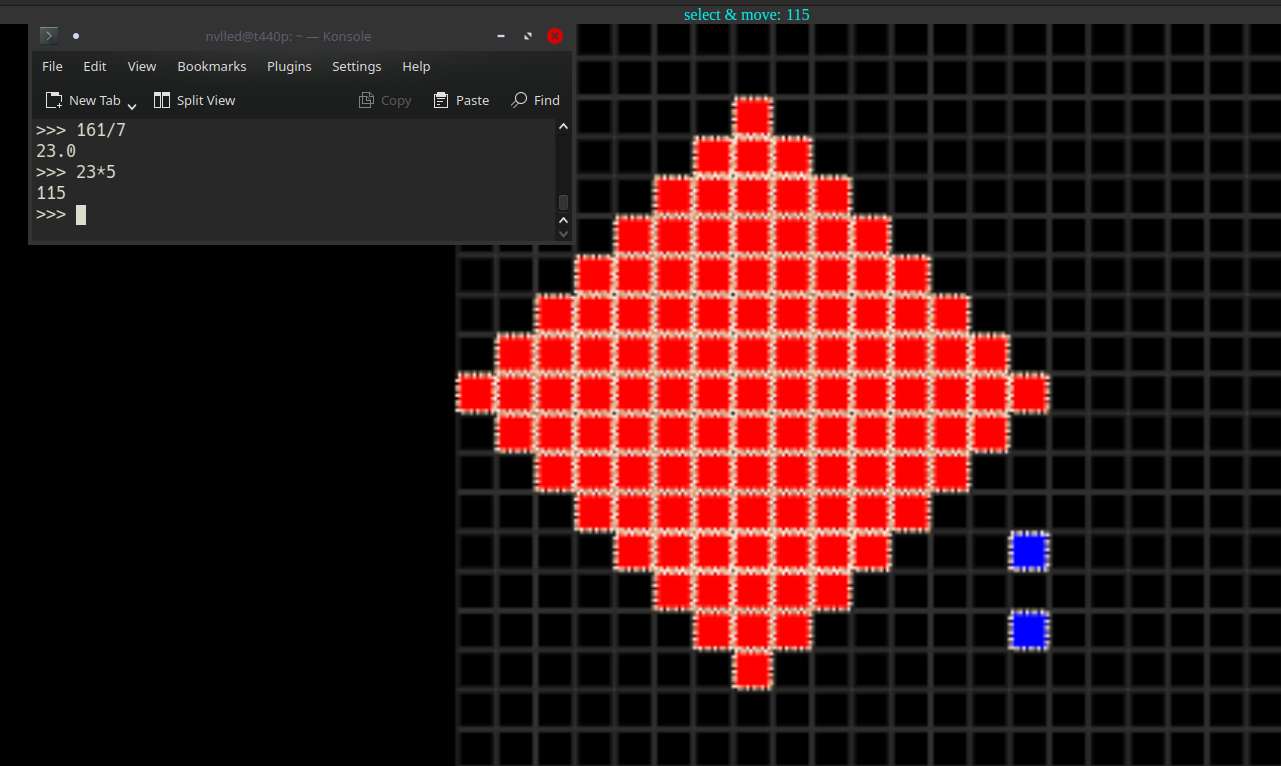 select & move: 115
nvlled@t440p: ~ — Konsole
File Edit View Bookmarks Plugins Settings Help
New Tab Split View Copy Paste Find
>>> 161/7
23.0
>>> 23*5
115
>>>